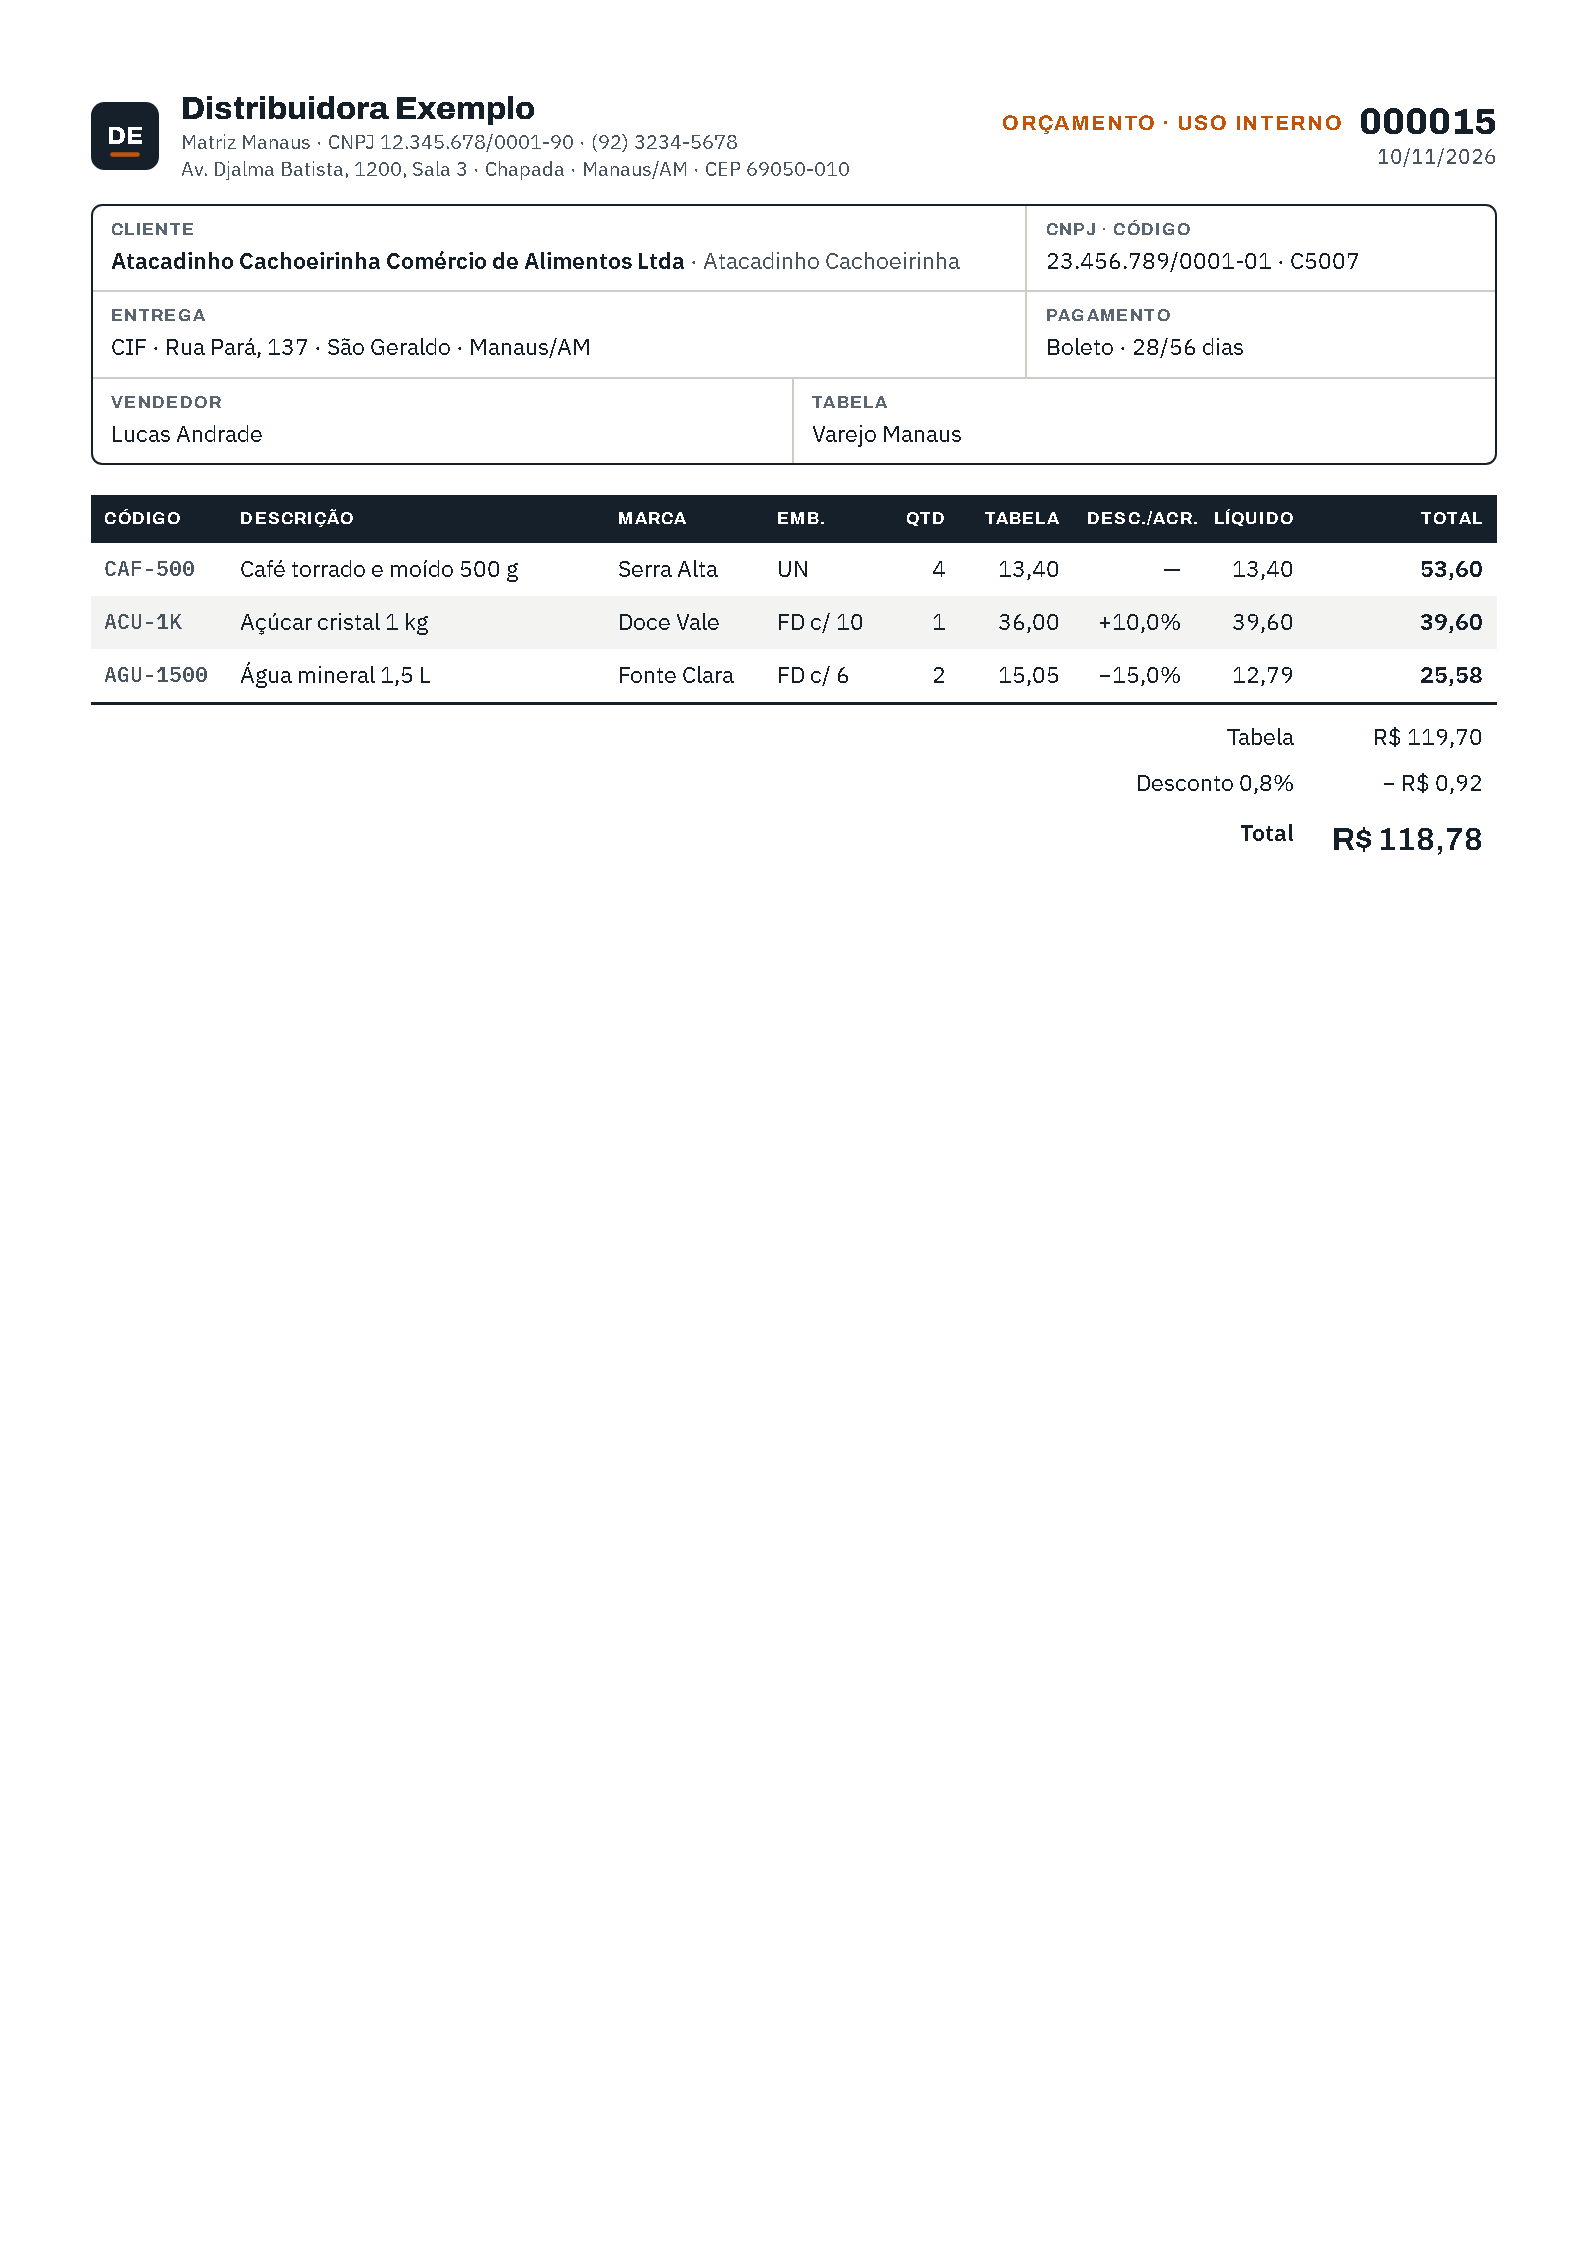 DE
Distribuidora Exemplo
Matriz Manaus · CNPJ 12.345.678/0001-90 · (92) 3234-5678
Av. Djalma Batista, 1200, Sala 3 · Chapada · Manaus/AM · CEP 69050-010
ORÇAMENTO · USO INTERNO 000015
10/11/2026
CLIENTE
Atacadinho Cachoeirinha Comércio de Alimentos Ltda · Atacadinho Cachoeirinha
CNPJ · CÓDIGO
23.456.789/0001-01 · C5007
ENTREGA
CIF · Rua Pará, 137 · São Geraldo · Manaus/AM
PAGAMENTO
Boleto · 28/56 dias
VENDEDOR
Lucas Andrade
TABELA
Varejo Manaus
CÓDIGO DESCRIÇÃO MARCA EMB. QTD TABELA DESC./ACR. LÍQUIDO TOTAL
CAF-500 Café torrado e moído 500 g Serra Alta UN 4 13,40 — 13,40 53,60
ACU-1K Açúcar cristal 1 kg Doce Vale FD c/ 10 1 36,00 +10,0% 39,60 39,60
AGU-1500 Água mineral 1,5 L Fonte Clara FD c/ 6 2 15,05 −15,0% 12,79 25,58
Tabela R$ 119,70
Desconto 0,8% − R$ 0,92
Total R$ 118,78